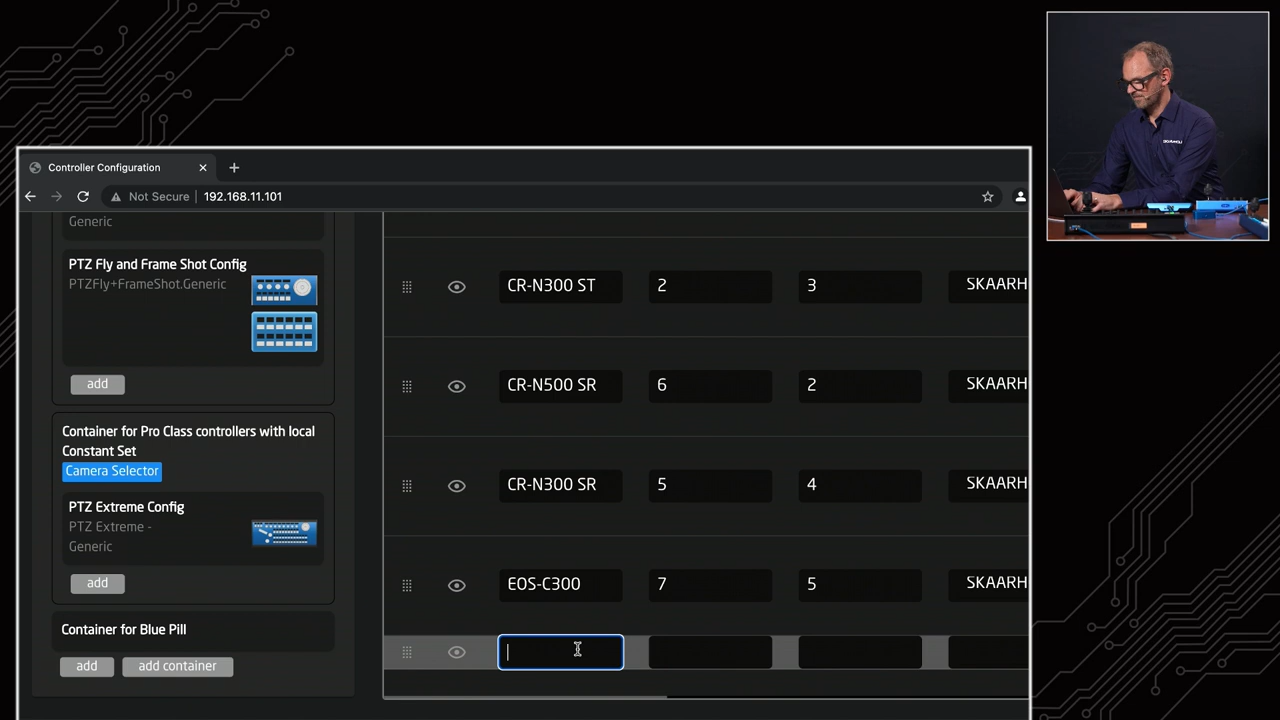 Controller Configuration
Not Secure
192.168.11.101
Generic
PTZ Fly and Frame Shot Config
PTZFly+FrameShot.Generic
add
Container for Pro Class controllers with local
Constant Set
Camera Selector
PTZ Extreme Config
PTZ Extreme -
Generic
add
Container for Blue Pill
add add container
CR-N300 ST 2 3 SKAARH
CR-N500 SR 6 2 SKAARH
CR-N300 SR 5 4 SKAARH
EOS-C300 7 5 SKAARH